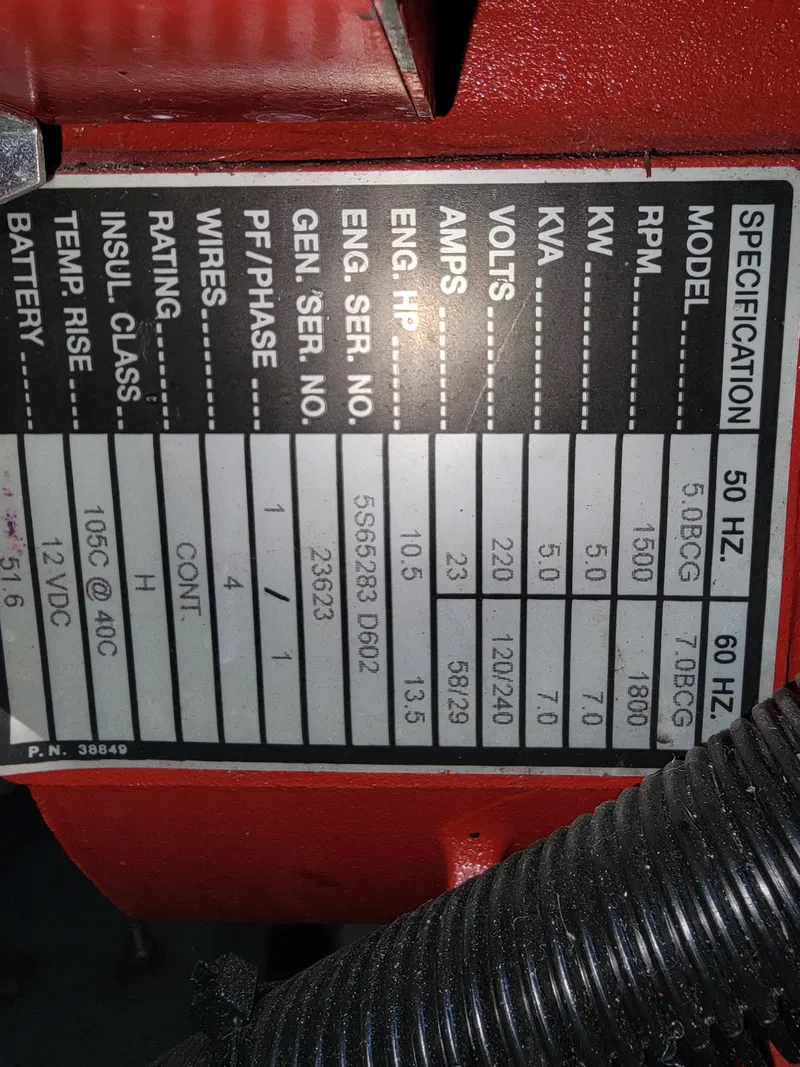 SPECIFICATION 50 HZ. 60 HZ.
MODEL 5.0BCG 7.0BCG
RPM 1500 1800
KW 5.0 7.0
KVA 5.0 7.0
VOLTS 220 120/240
AMPS 23 58/29
ENG. HP 10.5 13.5
ENG. SER. NO. 5S65283 D602
GEN. SER. NO. 23623
PF/PHASE 1 / 1
WIRES 4
RATING CONT.
INSUL. CLASS H
TEMP. RISE 105C @ 40C
BATTERY 12 VDC
51.6
P.N. 38849